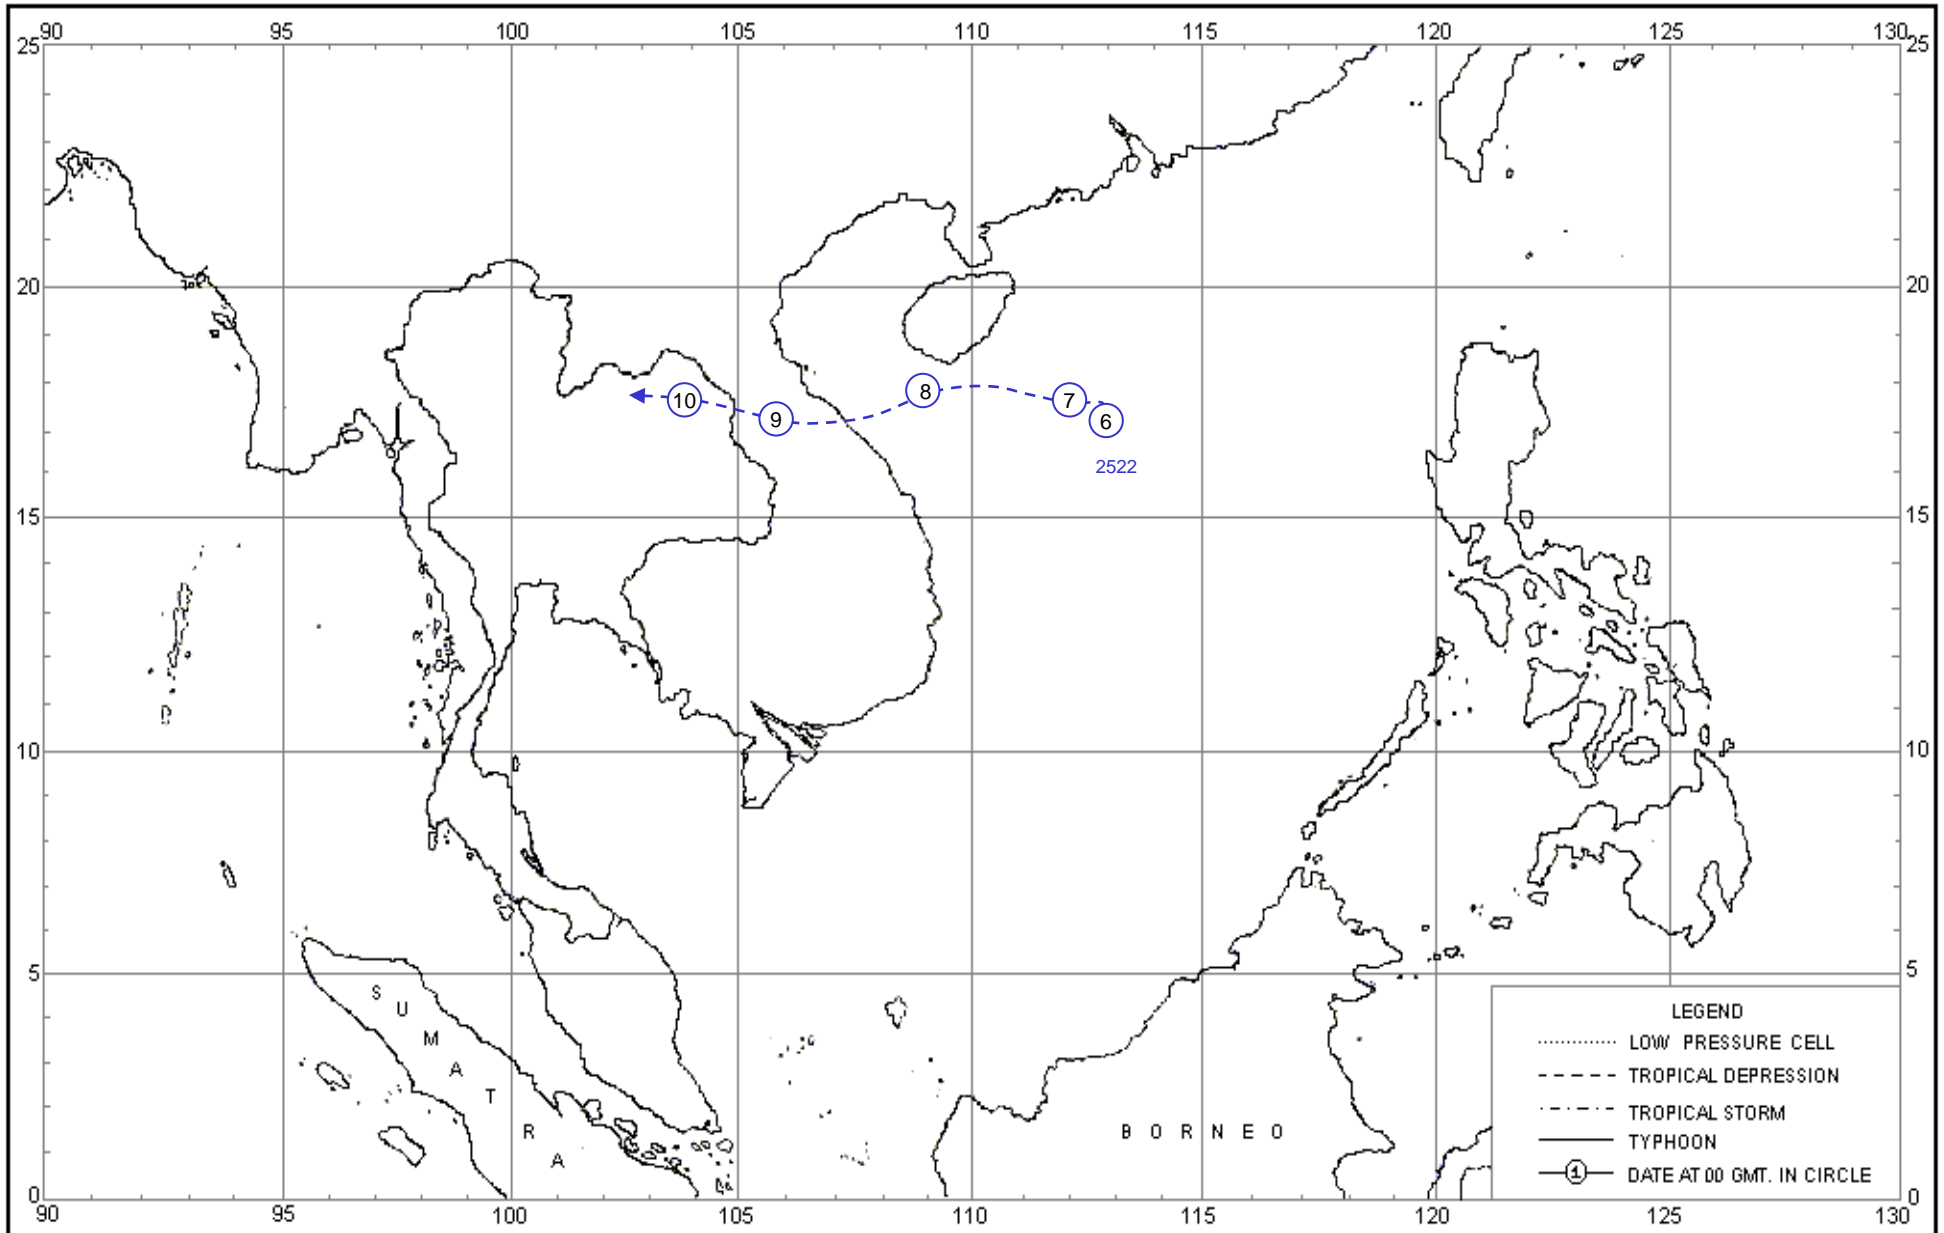 90 95 100 105 110 115 120 125 130
25 25
20 20
10 9 8 7 6
2522
15 15
10 10
5 5
S U M A T R A
B O R N E O
LEGEND
LOW PRESSURE CELL
TROPICAL DEPRESSION
TROPICAL STORM
TYPHOON
1 DATE AT 00 GMT. IN CIRCLE
0 0
90 95 100 105 110 115 120 125 130